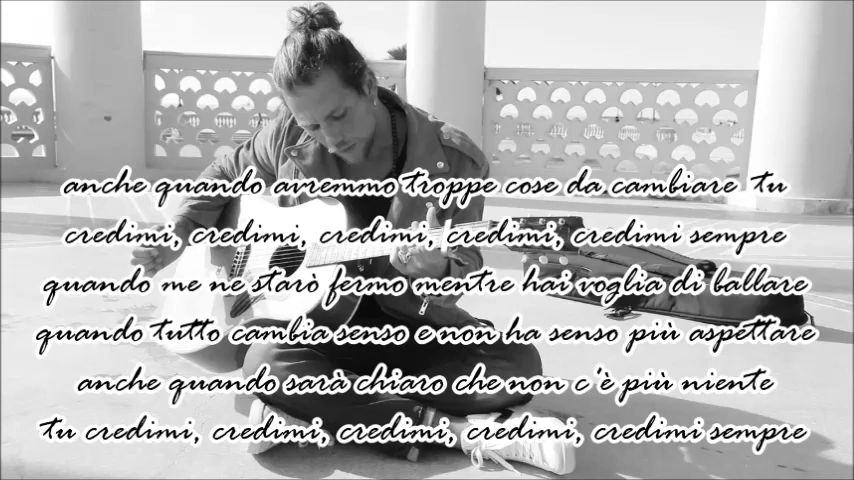 anche quando avremmo troppe cose da cambiare tu
credimi, credimi, credimi, credimi, credimi sempre
quando me ne starò fermo mentre hai voglia di ballare
quando tutto cambia senso e non ha senso più aspettare
anche quando sarà chiaro che non c'è più niente
tu credimi, credimi, credimi, credimi, credimi sempre